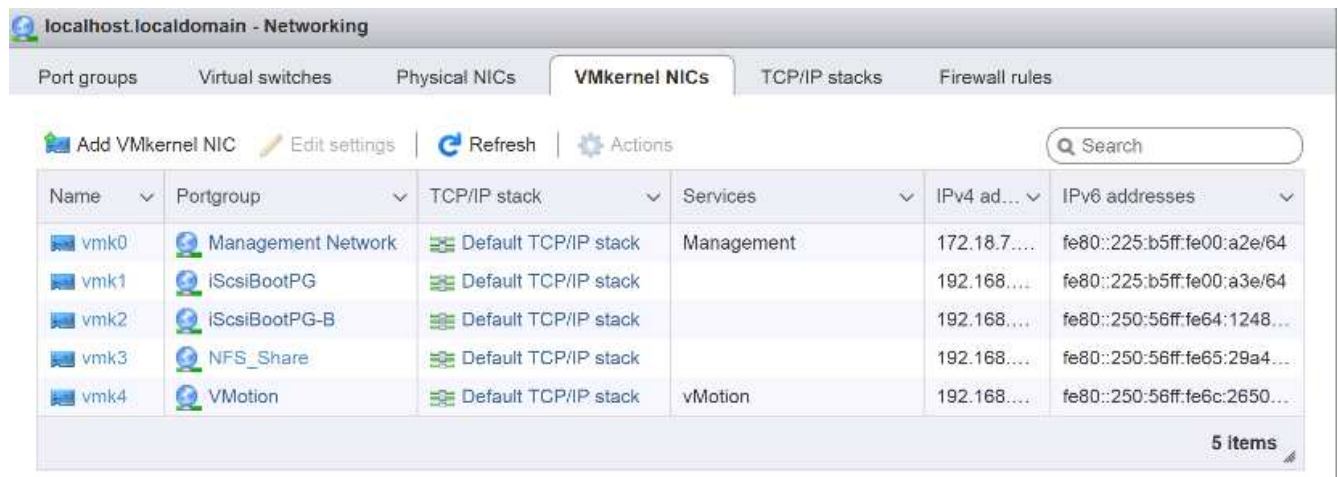 localhost.localdomain - Networking
Port groups Virtual switches Physical NICs VMkernel NICs TCP/IP stacks Firewall rules
Add VMkernel NIC Edit settings Refresh Actions Search
Name Portgroup TCP/IP stack Services IPv4 ad... IPv6 addresses
vmk0 Management Network Default TCP/IP stack Management 172.18.7.... fe80::225:b5ff:fe00:a2e/64
vmk1 iScsiBootPG Default TCP/IP stack 192.168.... fe80::225:b5ff:fe00:a3e/64
vmk2 iScsiBootPG-B Default TCP/IP stack 192.168.... fe80::250:56ff:fe64:1248...
vmk3 NFS_Share Default TCP/IP stack 192.168.... fe80::250:56ff:fe65:29a4...
vmk4 VMotion Default TCP/IP stack vMotion 192.168.... fe80::250:56ff:fe6c:2650...
5 items